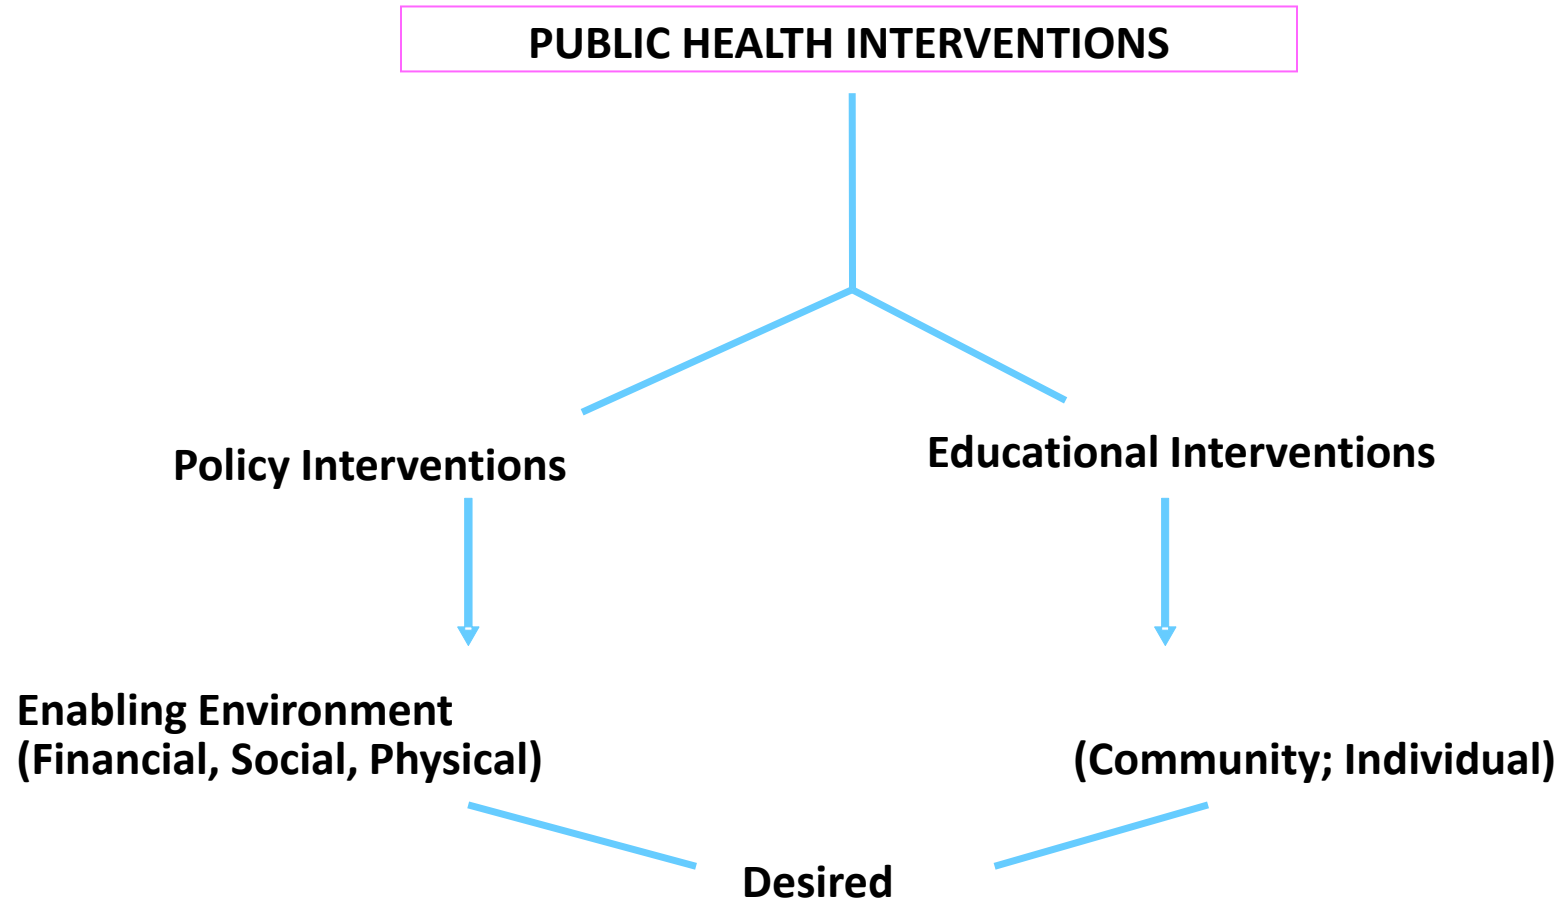 PUBLIC HEALTH INTERVENTIONS
Policy Interventions
Educational Interventions
Enabling Environment
(Financial, Social, Physical)
(Community; Individual)
Desired